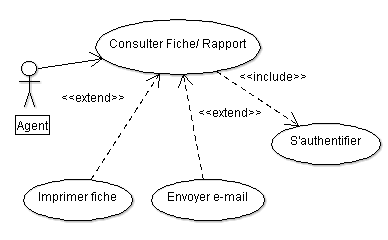 Consulter Fiche/ Rapport
<<include>>
<<extend>>
<<extend>>
Agent
S'authentifier
Imprimer fiche
Envoyer e-mail